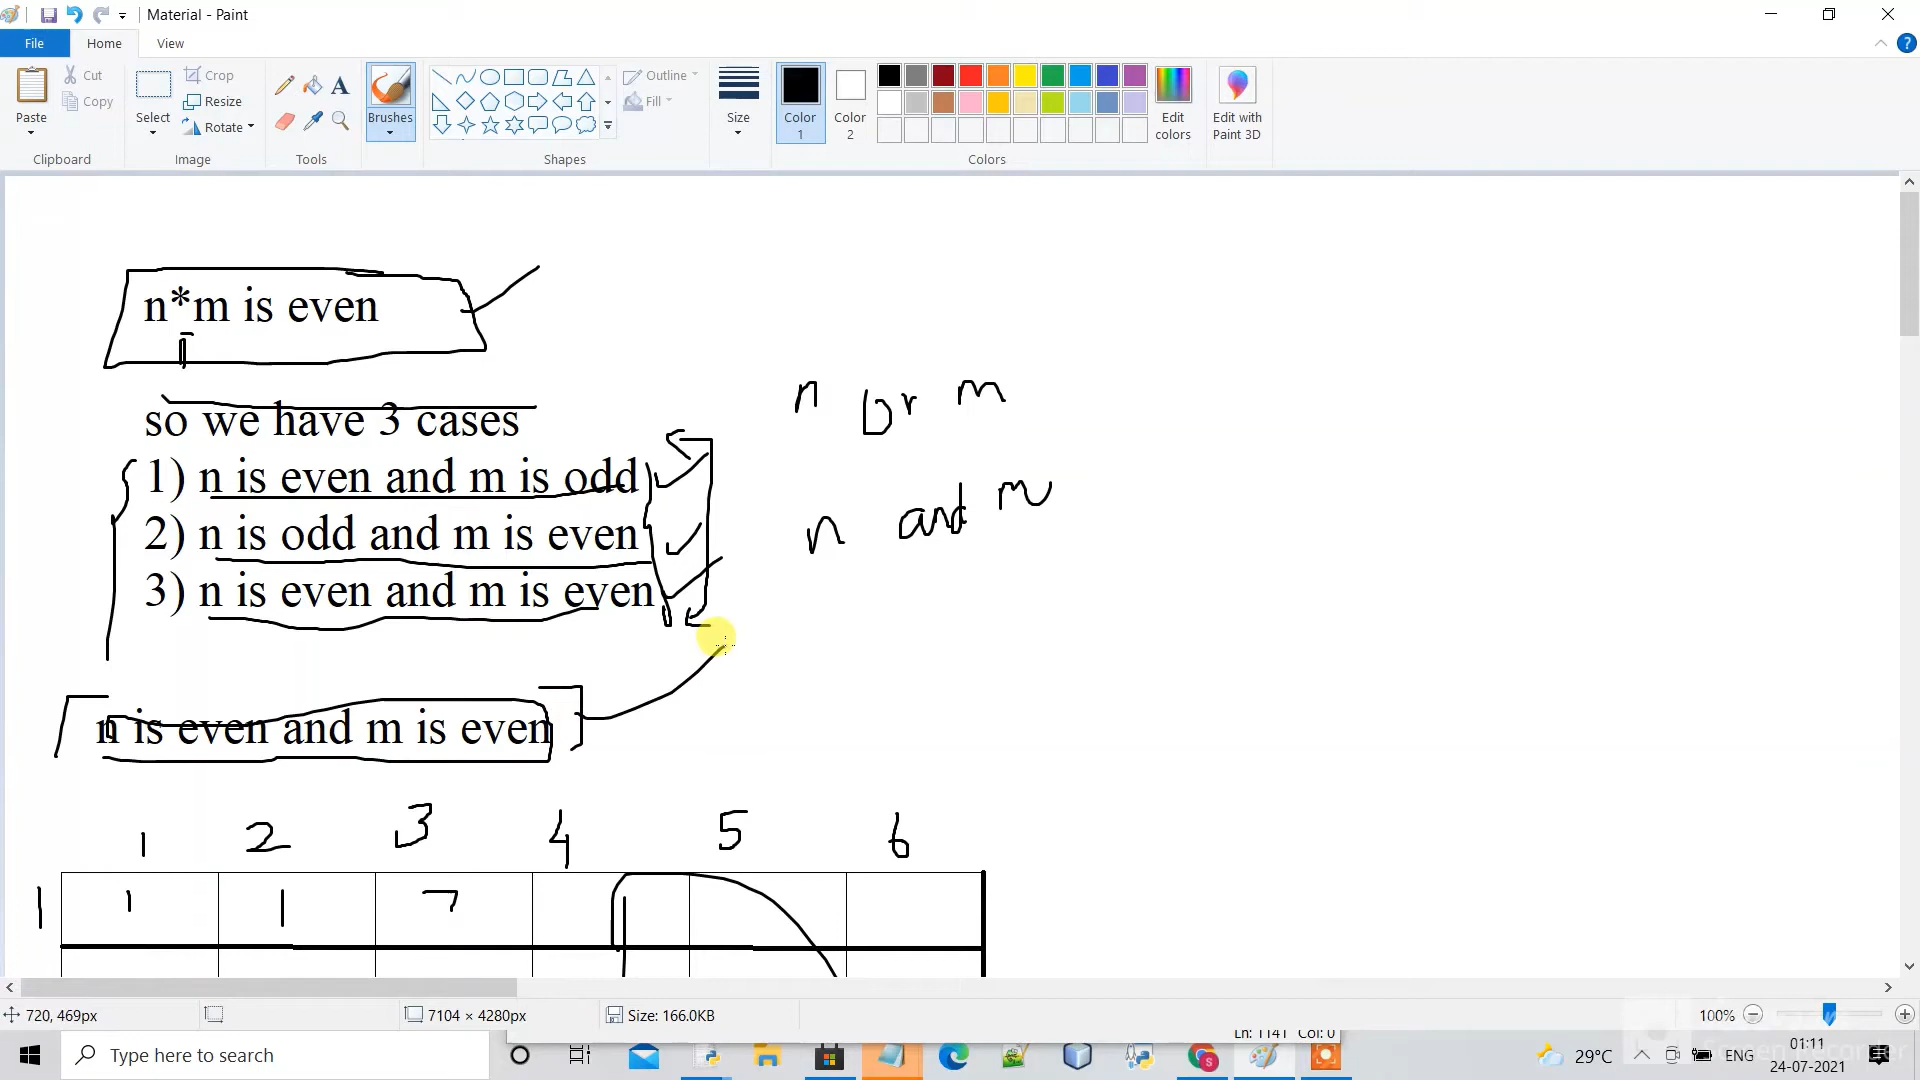 Material - Paint
File Home View
Paste Cut Copy Clipboard
Select Crop Resize Rotate Image
Tools
Brushes
Shapes
Outline Fill
Size
Color 1 Color 2
Edit colors
Edit with Paint 3D
Colors
n*m is even
so we have 3 cases
1) n is even and m is odd
2) n is odd and m is even
3) n is even and m is even
n or m
n and m
n is even and m is even
1 2 3 4 5 6
1 1 1 7
720, 469px 7104 × 4280px Size: 166.0KB 100%
Ln: 1141 Col: 0
Type here to search
29°C ENG 01:11
24-07-2021